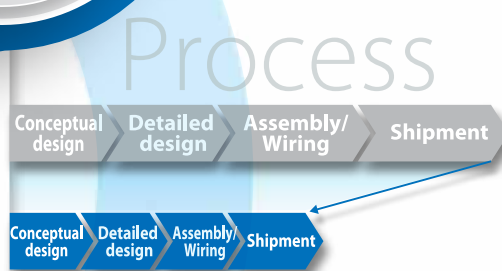 Process
Conceptual
design
Detailed
design
Assembly/
Wiring
Shipment
Conceptual
design
Detailed
design
Assembly/
Wiring
Shipment